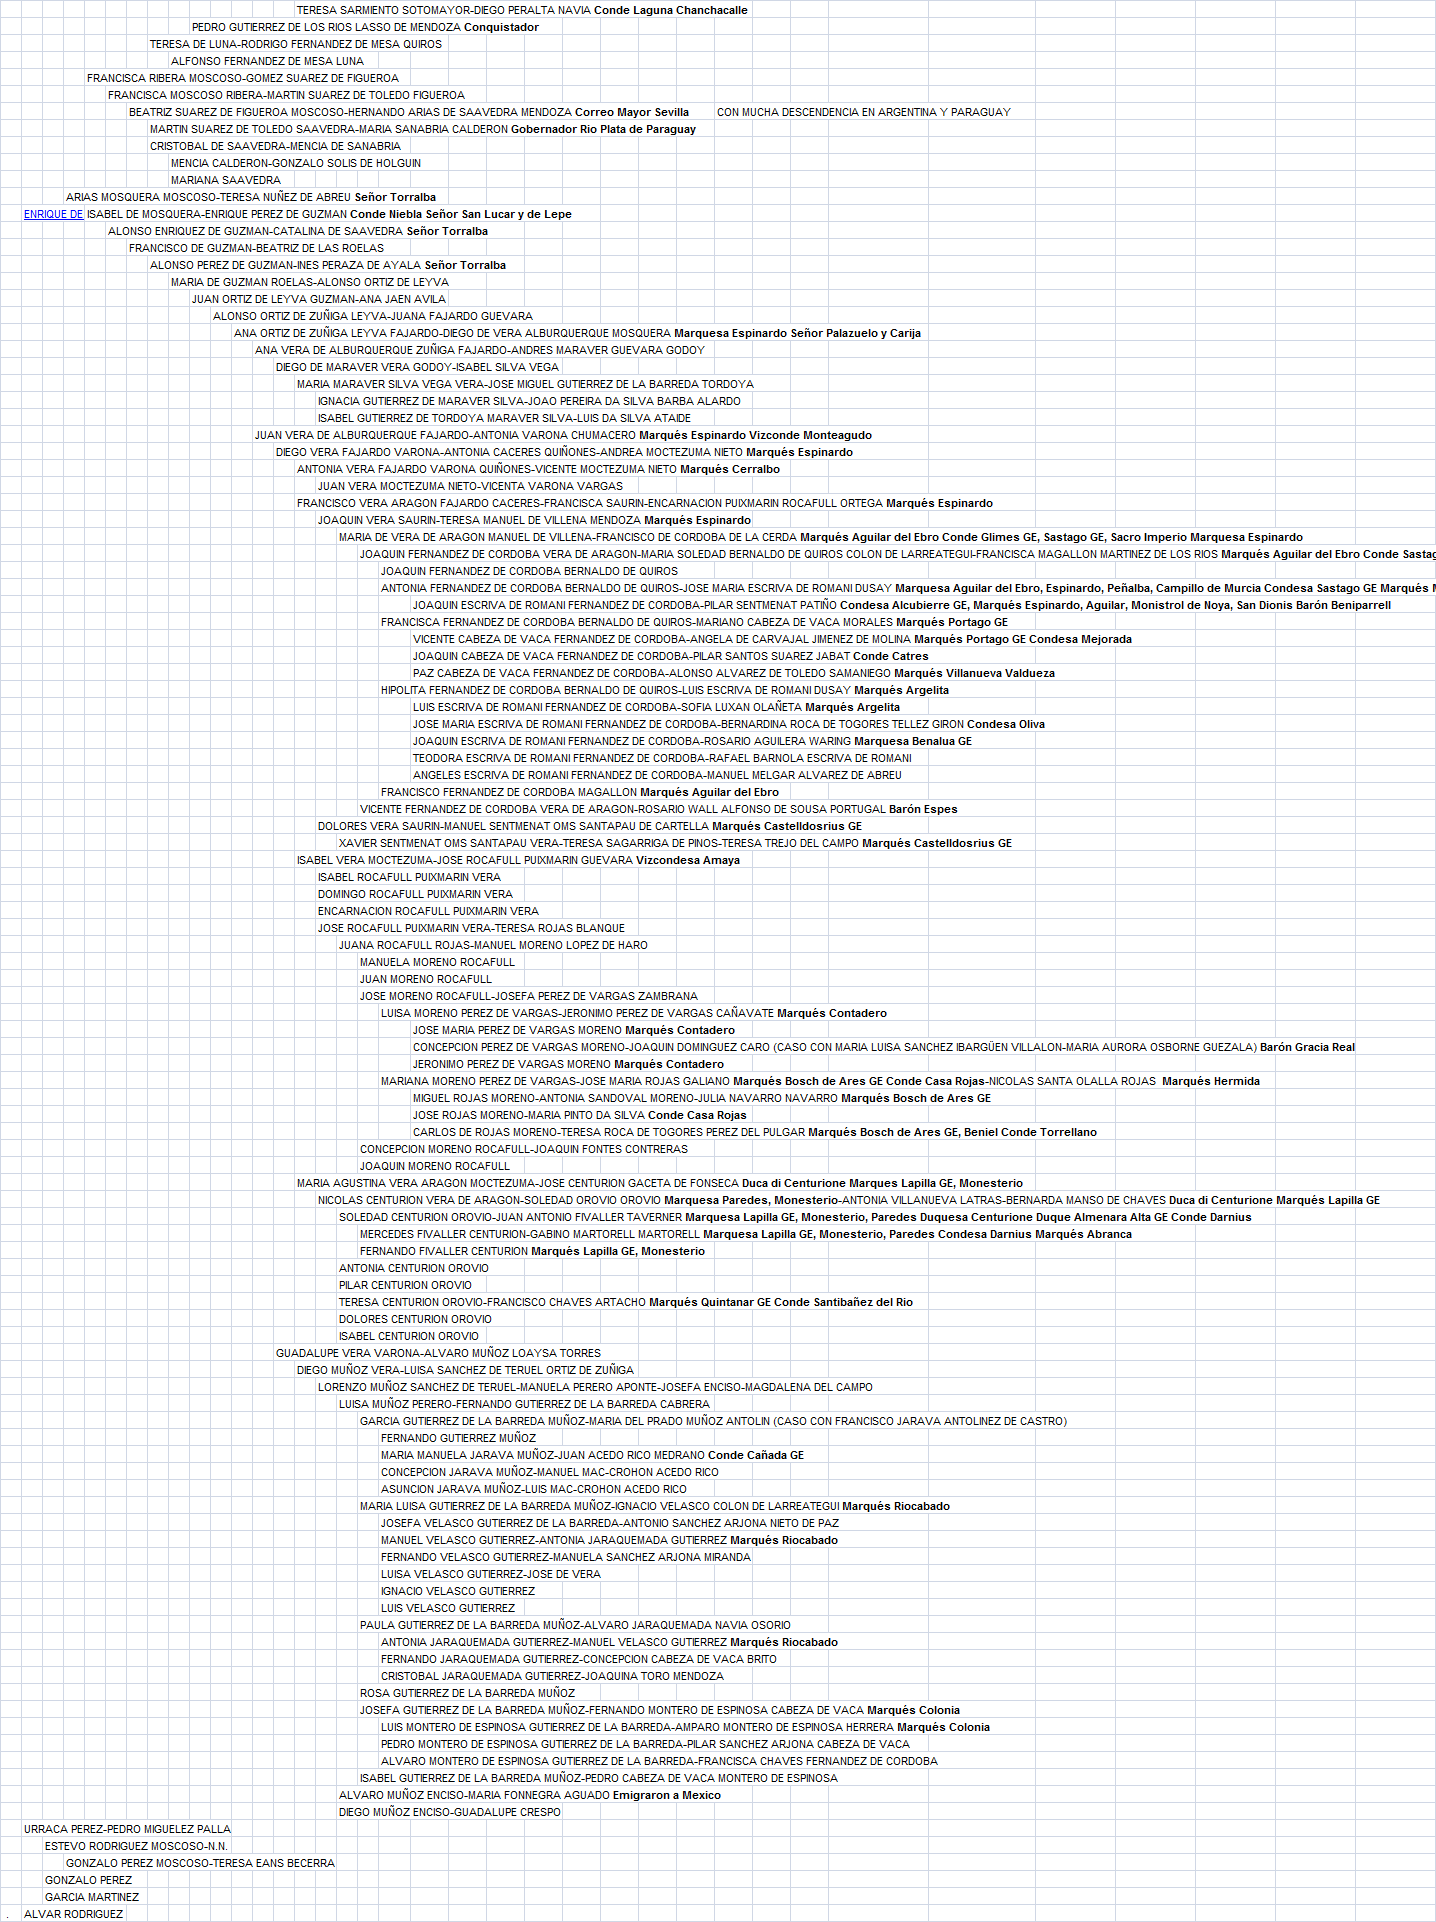 TERESA SARMIENTO SOTOMAYOR-DIEGO PERALTA NAVIA Conde Laguna Chanchacalle
PEDRO GUTIERREZ DE LOS RIOS LASSO DE MENDOZA Conquistador
TERESA DE LUNA-RODRIGO FERNANDEZ DE MESA QUIROS
ALFONSO FERNANDEZ DE MESA LUNA
FRANCISCA RIBERA MOSCOSO-GOMEZ SUAREZ DE FIGUEROA
FRANCISCA MOSCOSO RIBERA-MARTIN SUAREZ DE TOLEDO FIGUEROA
BEATRIZ SUAREZ DE FIGUEROA MOSCOSO-HERNANDO ARIAS DE SAAVEDRA MENDOZA Correo Mayor Sevilla CON MUCHA DESCENDENCIA EN ARGENTINA Y PARAGUAY
MARTIN SUAREZ DE TOLEDO SAAVEDRA-MARIA SANABRIA CALDERON Gobernador Rio Plata de Paraguay
CRISTOBAL DE SAAVEDRA-MENCIA DE SANABRIA
MENCIA CALDERON-GONZALO SOLIS DE HOLGUIN
MARIANA SAAVEDRA
ARIAS MOSQUERA MOSCOSO-TERESA NUÑEZ DE ABREU Señor Torralba
ENRIQUE DE ISABEL DE MOSQUERA-ENRIQUE PEREZ DE GUZMAN Conde Niebla Señor San Lucar y de Lepe
ALONSO ENRIQUEZ DE GUZMAN-CATALINA DE SAAVEDRA Señor Torralba
FRANCISCO DE GUZMAN-BEATRIZ DE LAS ROELAS
ALONSO PEREZ DE GUZMAN-INES PERAZA DE AYALA Señor Torralba
MARIA DE GUZMAN ROELAS-ALONSO ORTIZ DE LEYVA
JUAN ORTIZ DE LEYVA GUZMAN-ANA JAEN AVILA
ALONSO ORTIZ DE ZUÑIGA LEYVA-JUANA FAJARDO GUEVARA
ANA ORTIZ DE ZUÑIGA LEYVA FAJARDO-DIEGO DE VERA ALBURQUERQUE MOSQUERA Marquesa Espinardo Señor Palazuelo y Carija
ANA VERA DE ALBURQUERQUE ZUÑIGA FAJARDO-ANDRES MARAVER GUEVARA GODOY
DIEGO DE MARAVER VERA GODOY-ISABEL SILVA VEGA
MARIA MARAVER SILVA VEGA VERA-JOSE MIGUEL GUTIERREZ DE LA BARREDA TORDOYA
IGNACIA GUTIERREZ DE MARAVER SILVA-JOAO PEREIRA DA SILVA BARBA ALARDO
ISABEL GUTIERREZ DE TORDOYA MARAVER SILVA-LUIS DA SILVA ATAIDE
JUAN VERA DE ALBURQUERQUE FAJARDO-ANTONIA VARONA CHUMACERO Marqués Espinardo Vizconde Monteagudo
DIEGO VERA FAJARDO VARONA-ANTONIA CACERES QUIÑONES-ANDREA MOCTEZUMA NIETO Marqués Espinardo
ANTONIA VERA FAJARDO VARONA QUIÑONES-VICENTE MOCTEZUMA NIETO Marqués Cerralbo
JUAN VERA MOCTEZUMA NIETO-VICENTA VARONA VARGAS
FRANCISCO VERA ARAGON FAJARDO CACERES-FRANCISCA SAURIN-ENCARNACION PUIXMARIN ROCAFULL ORTEGA Marqués Espinardo
JOAQUIN VERA SAURIN-TERESA MANUEL DE VILLENA MENDOZA Marqués Espinardo
MARIA DE VERA DE ARAGON MANUEL DE VILLENA-FRANCISCO DE CORDOBA DE LA CERDA Marqués Aguilar del Ebro Conde Glimes GE, Sastago GE, Sacro Imperio Marquesa Espinardo
JOAQUIN FERNANDEZ DE CORDOBA VERA DE ARAGON-MARIA SOLEDAD BERNALDO DE QUIROS COLON DE LARREATEGUI-FRANCISCA MAGALLON MARTINEZ DE LOS RIOS Marqués Aguilar del Ebro Conde Sastag
JOAQUIN FERNANDEZ DE CORDOBA BERNALDO DE QUIROS
ANTONIA FERNANDEZ DE CORDOBA BERNALDO DE QUIROS-JOSE MARIA ESCRIVA DE ROMANI DUSAY Marquesa Aguilar del Ebro, Espinardo, Peñalba, Campillo de Murcia Condesa Sastago GE Marqués M
JOAQUIN ESCRIVA DE ROMANI FERNANDEZ DE CORDOBA-PILAR SENTMENAT PATIÑO Condesa Alcubierre GE, Marqués Espinardo, Aguilar, Monistrol de Noya, San Dionis Barón Beniparrell
FRANCISCA FERNANDEZ DE CORDOBA BERNALDO DE QUIROS-MARIANO CABEZA DE VACA MORALES Marqués Portago GE
VICENTE CABEZA DE VACA FERNANDEZ DE CORDOBA-ANGELA DE CARVAJAL JIMENEZ DE MOLINA Marqués Portago GE Condesa Mejorada
JOAQUIN CABEZA DE VACA FERNANDEZ DE CORDOBA-PILAR SANTOS SUAREZ JABAT Conde Catres
PAZ CABEZA DE VACA FERNANDEZ DE CORDOBA-ALONSO ALVAREZ DE TOLEDO SAMANIEGO Marqués Villanueva Valdueza
HIPOLITA FERNANDEZ DE CORDOBA BERNALDO DE QUIROS-LUIS ESCRIVA DE ROMANI DUSAY Marqués Argelita
LUIS ESCRIVA DE ROMANI FERNANDEZ DE CORDOBA-SOFIA LUXAN OLAÑETA Marqués Argelita
JOSE MARIA ESCRIVA DE ROMANI FERNANDEZ DE CORDOBA-BERNARDINA ROCA DE TOGORES TELLEZ GIRON Condesa Oliva
JOAQUIN ESCRIVA DE ROMANI FERNANDEZ DE CORDOBA-ROSARIO AGUILERA WARING Marquesa Benalua GE
TEODORA ESCRIVA DE ROMANI FERNANDEZ DE CORDOBA-RAFAEL BARNOLA ESCRIVA DE ROMANI
ANGELES ESCRIVA DE ROMANI FERNANDEZ DE CORDOBA-MANUEL MELGAR ALVAREZ DE ABREU
FRANCISCO FERNANDEZ DE CORDOBA MAGALLON Marqués Aguilar del Ebro
VICENTE FERNANDEZ DE CORDOBA VERA DE ARAGON-ROSARIO WALL ALFONSO DE SOUSA PORTUGAL Barón Espes
DOLORES VERA SAURIN-MANUEL SENTMENAT OMS SANTAPAU DE CARTELLA Marqués Castelldosrius GE
XAVIER SENTMENAT OMS SANTAPAU VERA-TERESA SAGARRIGA DE PINOS-TERESA TREJO DEL CAMPO Marqués Castelldosrius GE
ISABEL VERA MOCTEZUMA-JOSE ROCAFULL PUIXMARIN GUEVARA Vizcondesa Amaya
ISABEL ROCAFULL PUIXMARIN VERA
DOMINGO ROCAFULL PUIXMARIN VERA
ENCARNACION ROCAFULL PUIXMARIN VERA
JOSE ROCAFULL PUIXMARIN VERA-TERESA ROJAS BLANQUE
JUANA ROCAFULL ROJAS-MANUEL MORENO LOPEZ DE HARO
MANUELA MORENO ROCAFULL
JUAN MORENO ROCAFULL
JOSE MORENO ROCAFULL-JOSEFA PEREZ DE VARGAS ZAMBRANA
LUISA MORENO PEREZ DE VARGAS-JERONIMO PEREZ DE VARGAS CAÑAVATE Marqués Contadero
JOSE MARIA PEREZ DE VARGAS MORENO Marqués Contadero
CONCEPCION PEREZ DE VARGAS MORENO-JOAQUIN DOMINGUEZ CARO (CASO CON MARIA LUISA SANCHEZ IBARGÜEN VILLALON-MARIA AURORA OSBORNE GUEZALA) Barón Gracia Real
JERONIMO PEREZ DE VARGAS MORENO Marqués Contadero
MARIANA MORENO PEREZ DE VARGAS-JOSE MARIA ROJAS GALIANO Marqués Bosch de Ares GE Conde Casa Rojas-NICOLAS SANTA OLALLA ROJAS Marqués Hermida
MIGUEL ROJAS MORENO-ANTONIA SANDOVAL MORENO-JULIA NAVARRO NAVARRO Marqués Bosch de Ares GE
JOSE ROJAS MORENO-MARIA PINTO DA SILVA Conde Casa Rojas
CARLOS DE ROJAS MORENO-TERESA ROCA DE TOGORES PEREZ DEL PULGAR Marqués Bosch de Ares GE, Beniel Conde Torrellano
CONCEPCION MORENO ROCAFULL-JOAQUIN FONTES CONTRERAS
JOAQUIN MORENO ROCAFULL
MARIA AGUSTINA VERA ARAGON MOCTEZUMA-JOSE CENTURION GACETA DE FONSECA Duca di Centurione Marques Lapilla GE, Monesterio
NICOLAS CENTURION VERA DE ARAGON-SOLEDAD OROVIO OROVIO Marquesa Paredes, Monesterio-ANTONIA VILLANUEVA LATRAS-BERNARDA MANSO DE CHAVES Duca di Centurione Marqués Lapilla GE
SOLEDAD CENTURION OROVIO-JUAN ANTONIO FIVALLER TAVERNER Marquesa Lapilla GE, Monesterio, Paredes Duquesa Centurione Duque Almenara Alta GE Conde Darnius
MERCEDES FIVALLER CENTURION-GABINO MARTORELL MARTORELL Marquesa Lapilla GE, Monesterio, Paredes Condesa Darnius Marqués Abranca
FERNANDO FIVALLER CENTURION Marqués Lapilla GE, Monesterio
ANTONIA CENTURION OROVIO
PILAR CENTURION OROVIO
TERESA CENTURION OROVIO-FRANCISCO CHAVES ARTACHO Marqués Quintanar GE Conde Santibañez del Rio
DOLORES CENTURION OROVIO
ISABEL CENTURION OROVIO
GUADALUPE VERA VARONA-ALVARO MUÑOZ LOAYSA TORRES
DIEGO MUÑOZ VERA-LUISA SANCHEZ DE TERUEL ORTIZ DE ZUÑIGA
LORENZO MUÑOZ SANCHEZ DE TERUEL-MANUELA PERERO APONTE-JOSEFA ENCISO-MAGDALENA DEL CAMPO
LUISA MUÑOZ PERERO-FERNANDO GUTIERREZ DE LA BARREDA CABRERA
GARCIA GUTIERREZ DE LA BARREDA MUÑOZ-MARIA DEL PRADO MUÑOZ ANTOLIN (CASO CON FRANCISCO JARAVA ANTOLINEZ DE CASTRO)
FERNANDO GUTIERREZ MUÑOZ
MARIA MANUELA JARAVA MUÑOZ-JUAN ACEDO RICO MEDRANO Conde Cañada GE
CONCEPCION JARAVA MUÑOZ-MANUEL MAC-CROHON ACEDO RICO
ASUNCION JARAVA MUÑOZ-LUIS MAC-CROHON ACEDO RICO
MARIA LUISA GUTIERREZ DE LA BARREDA MUÑOZ-IGNACIO VELASCO COLON DE LARREATEGUI Marqués Riocabado
JOSEFA VELASCO GUTIERREZ DE LA BARREDA-ANTONIO SANCHEZ ARJONA NIETO DE PAZ
MANUEL VELASCO GUTIERREZ-ANTONIA JARAQUEMADA GUTIERREZ Marqués Riocabado
FERNANDO VELASCO GUTIERREZ-MANUELA SANCHEZ ARJONA MIRANDA
LUISA VELASCO GUTIERREZ-JOSE DE VERA
IGNACIO VELASCO GUTIERREZ
LUIS VELASCO GUTIERREZ
PAULA GUTIERREZ DE LA BARREDA MUÑOZ-ALVARO JARAQUEMADA NAVIA OSORIO
ANTONIA JARAQUEMADA GUTIERREZ-MANUEL VELASCO GUTIERREZ Marqués Riocabado
FERNANDO JARAQUEMADA GUTIERREZ-CONCEPCION CABEZA DE VACA BRITO
CRISTOBAL JARAQUEMADA GUTIERREZ-JOAQUINA TORO MENDOZA
ROSA GUTIERREZ DE LA BARREDA MUÑOZ
JOSEFA GUTIERREZ DE LA BARREDA MUÑOZ-FERNANDO MONTERO DE ESPINOSA CABEZA DE VACA Marqués Colonia
LUIS MONTERO DE ESPINOSA GUTIERREZ DE LA BARREDA-AMPARO MONTERO DE ESPINOSA HERRERA Marqués Colonia
PEDRO MONTERO DE ESPINOSA GUTIERREZ DE LA BARREDA-PILAR SANCHEZ ARJONA CABEZA DE VACA
ALVARO MONTERO DE ESPINOSA GUTIERREZ DE LA BARREDA-FRANCISCA CHAVES FERNANDEZ DE CORDOBA
ISABEL GUTIERREZ DE LA BARREDA MUÑOZ-PEDRO CABEZA DE VACA MONTERO DE ESPINOSA
ALVARO MUÑOZ ENCISO-MARIA FONNEGRA AGUADO Emigraron a Mexico
DIEGO MUÑOZ ENCISO-GUADALUPE CRESPO
URRACA PEREZ-PEDRO MIGUELEZ PALLA
ESTEVO RODRIGUEZ MOSCOSO-N.N.
GONZALO PEREZ MOSCOSO-TERESA EANS BECERRA
GONZALO PEREZ
GARCIA MARTINEZ
. ALVAR RODRIGUEZ